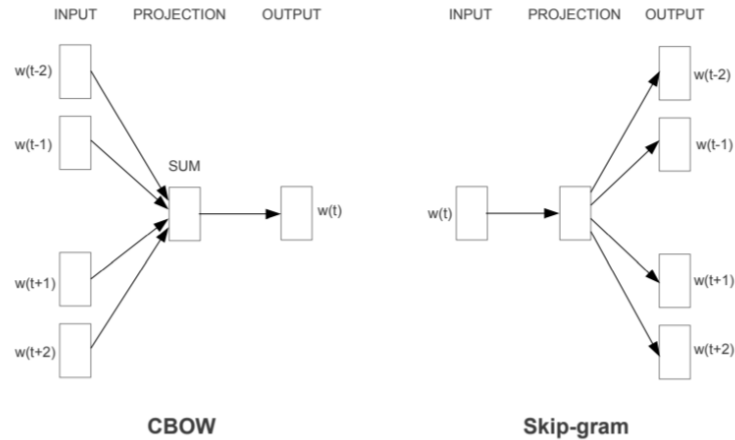 INPUT PROJECTION OUTPUT
w(t-2)
w(t-1)
SUM
w(t)
w(t+1)
w(t+2)
CBOW
INPUT PROJECTION OUTPUT
w(t-2)
w(t-1)
w(t)
w(t+1)
w(t+2)
Skip-gram